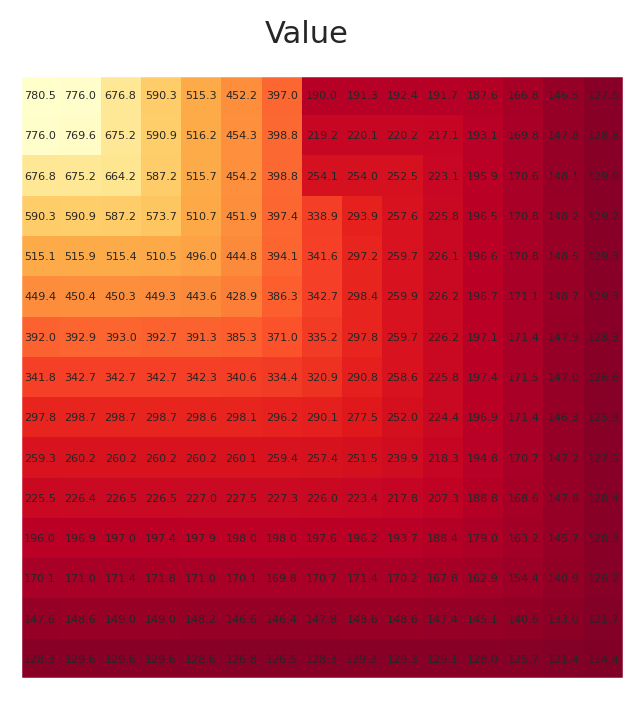 Value
780.5 776.0 676.8 590.3 515.3 452.2 397.0 190.0 191.3 192.4 191.7 187.6 166.8 146.5
776.0 769.6 675.2 590.9 516.2 454.3 398.8 219.2 220.1 220.2 217.1 193.1 169.8 147.8
676.8 675.2 664.2 587.2 515.7 454.2 398.8 254.1 254.0 252.5 223.1 195.9 170.6 148.1
590.3 590.9 587.2 573.7 510.7 451.9 397.4 338.9 293.9 257.6 225.8 196.5 170.8 148.2
515.1 515.9 515.4 510.5 496.0 444.8 394.1 341.6 297.2 259.7 226.1 196.6 170.8 148.5
449.4 450.4 450.3 449.3 443.6 428.9 386.3 342.7 298.4 259.9 226.2 196.7 171.1 148.7
392.0 392.9 393.0 392.7 391.3 385.3 371.0 335.2 297.8 259.7 226.2 197.1 171.4 147.9
341.8 342.7 342.7 342.7 342.3 340.6 334.4 320.9 290.8 258.6 225.8 197.4 171.5 147.0
297.8 298.7 298.7 298.7 298.6 298.1 296.2 290.1 277.5 252.0 224.4 196.9 171.4 146.3
259.3 260.2 260.2 260.2 260.2 260.1 259.4 257.4 251.5 239.9 218.3 194.8 170.7 147.2
225.5 226.4 226.5 226.5 227.0 227.5 227.3 226.0 223.4 217.8 207.3 188.8 168.6 147.8
196.0 196.9 197.0 197.4 197.9 198.0 198.0 197.6 196.2 193.7 188.4 179.0 163.2 145.7
170.1 171.0 171.4 171.8 171.0 170.1 169.8 170.7 171.4 170.2 167.8 162.9 154.4 140.9
147.6 148.6 149.0 149.0 148.2 146.6 146.4 147.8 148.6 148.6 147.4 145.1 140.5